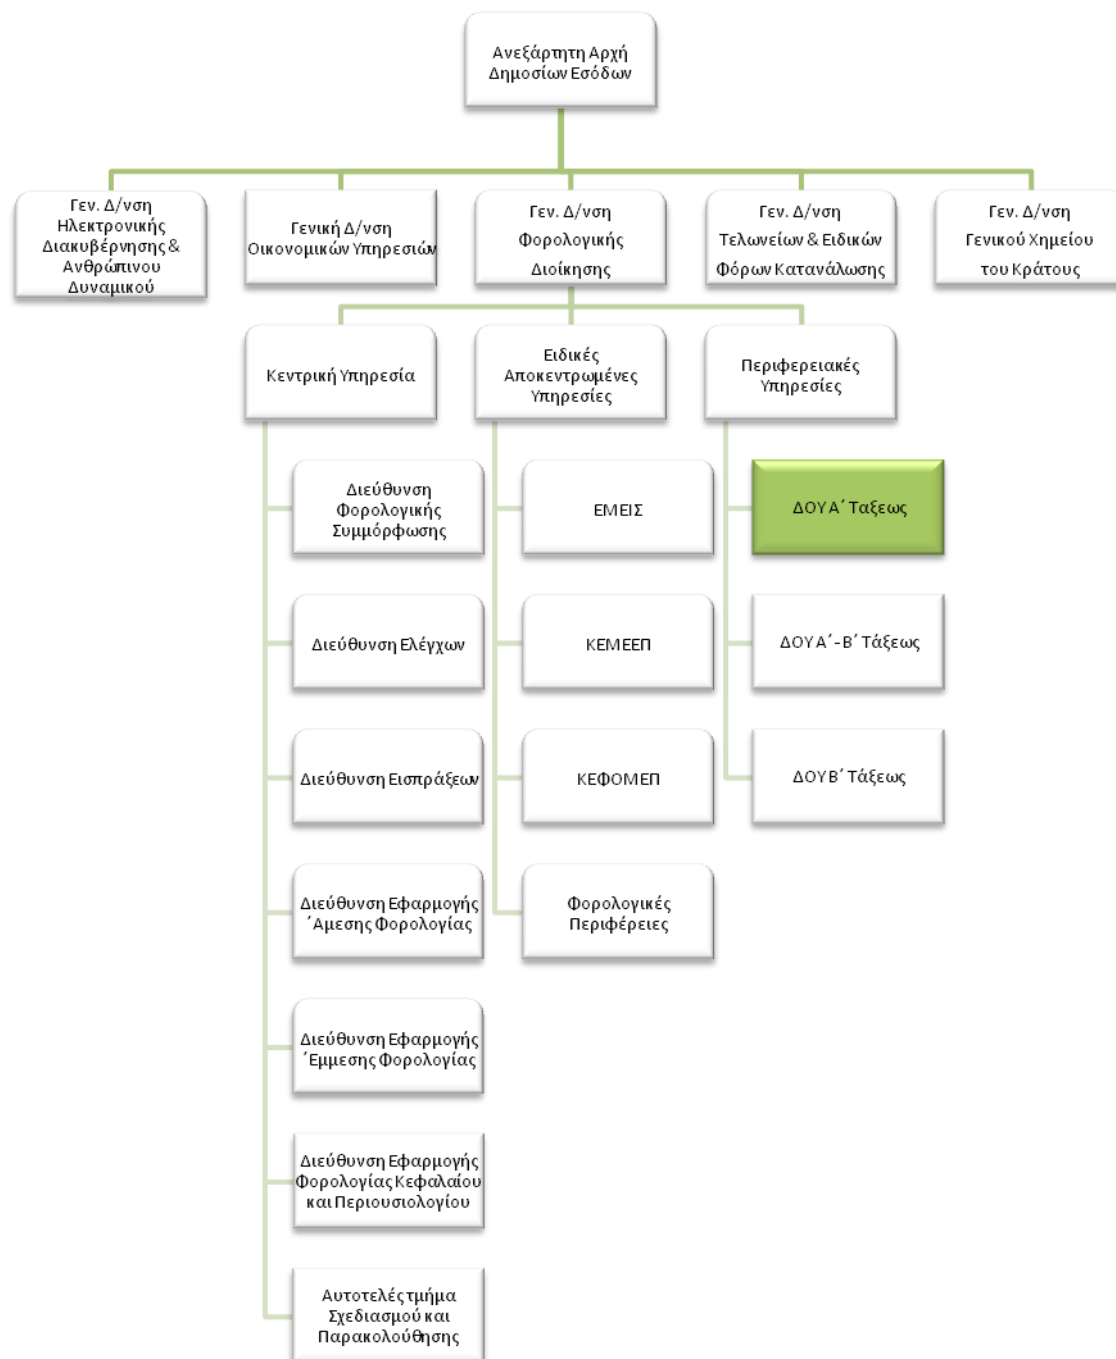 Ανεξάρτητη Αρχή
Δημοσίων Εσόδων
Γεν. Δ/νση
Ηλεκτρονικής
Διακυβέρνησης &
Ανθρώπινου
Δυναμικού
Γενική Δ/νση
Οικονομικών Υπηρεσιών
Γεν. Δ/νση
Φορολογικής
Διοίκησης
Γεν. Δ/νση
Τελωνείων & Ειδικών
Φόρων Κατανάλωσης
Γεν. Δ/νση
Γενικού Χημείου
του Κράτους
Κεντρική Υπηρεσία
Ειδικές
Αποκεντρωμένες
Υπηρεσίες
Περιφερειακές
Υπηρεσίες
Διεύθυνση
Φορολογικής
Συμμόρφωσης
Διεύθυνση Ελέγχων
Διεύθυνση Εισπράξεων
Διεύθυνση Εφαρμογής
΄Αμεσης Φορολογίας
Διεύθυνση Εφαρμογής
΄Εμμεσης Φορολογίας
Διεύθυνση Εφαρμογής
Φορολογίας Κεφαλαίου
και Περιουσιολογίου
Αυτοτελές τμήμα
Σχεδιασμού και
Παρακολούθησης
ΕΜΕΙΣ
ΚΕΜΕΕΠ
ΚΕΦΟΜΕΠ
Φορολογικές
Περιφέρειες
ΔΟΥ Α΄ Ταξεως
ΔΟΥ Α΄ - Β΄ Τάξεως
ΔΟΥ Β΄ Τάξεως